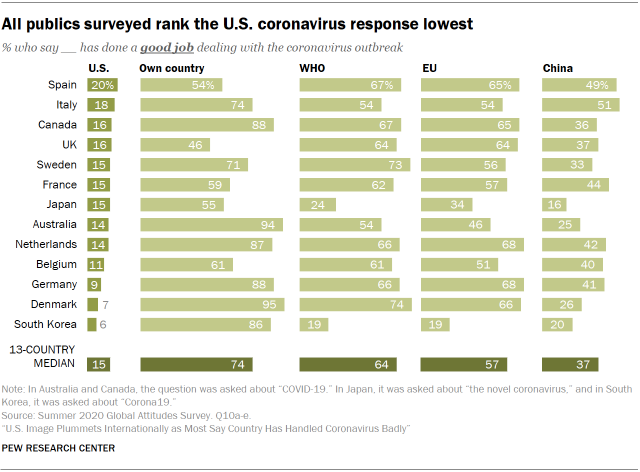 All publics surveyed rank the U.S. coronavirus response lowest
% who say __ has done a good job dealing with the coronavirus outbreak
U.S. Own country WHO EU China
Spain 20% 54% 67% 65% 49%
Italy 18 74 54 54 51
Canada 16 88 67 65 36
UK 16 46 64 64 37
Sweden 15 71 73 56 33
France 15 59 62 57 44
Japan 15 55 24 34 16
Australia 14 94 54 46 25
Netherlands 14 87 66 68 42
Belgium 11 61 61 51 40
Germany 9 88 66 68 41
Denmark 7 95 74 66 26
South Korea 6 86 19 19 20
13-COUNTRY
MEDIAN 15 74 64 57 37
Note: In Australia and Canada, the question was asked about “COVID-19.” In Japan, it was asked about “the novel coronavirus,” and in South
Korea, it was asked about “Corona19.”
Source: Summer 2020 Global Attitudes Survey. Q10a-e.
“U.S. Image Plummets Internationally as Most Say Country Has Handled Coronavirus Badly”
PEW RESEARCH CENTER